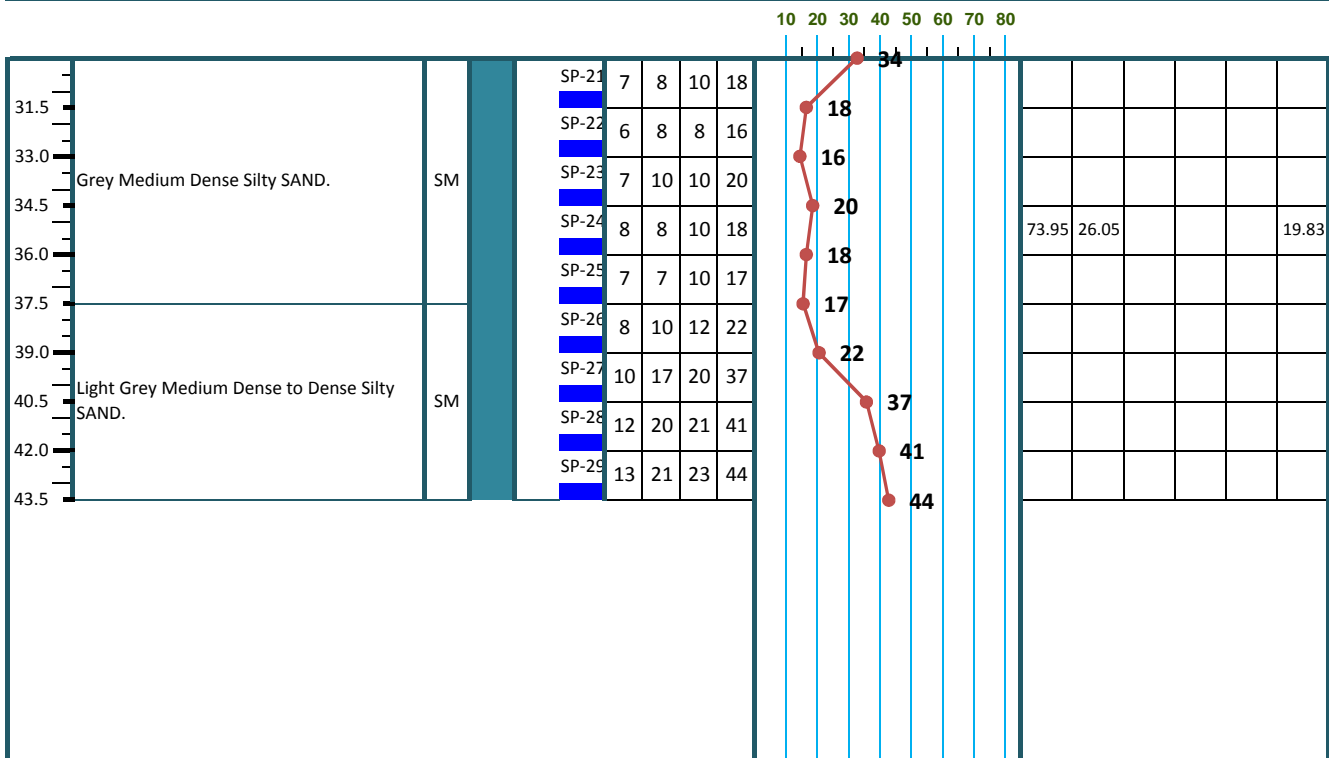 10 20 30 40 50 60 70 80
34
SP-21 7 8 10 18
31.5 18
SP-22 6 8 8 16
33.0 16
Grey Medium Dense Silty SAND. SM SP-23 7 10 10 20
34.5 20
SP-24 8 8 10 18 73.95 26.05 19.83
36.0 18
SP-25 7 7 10 17
37.5 17
SP-26 8 10 12 22
39.0 22
Light Grey Medium Dense to Dense Silty
SAND.
SM
SP-27 10 17 20 37
40.5 37
SP-28 12 20 21 41
42.0 41
SP-29 13 21 23 44
43.5 44